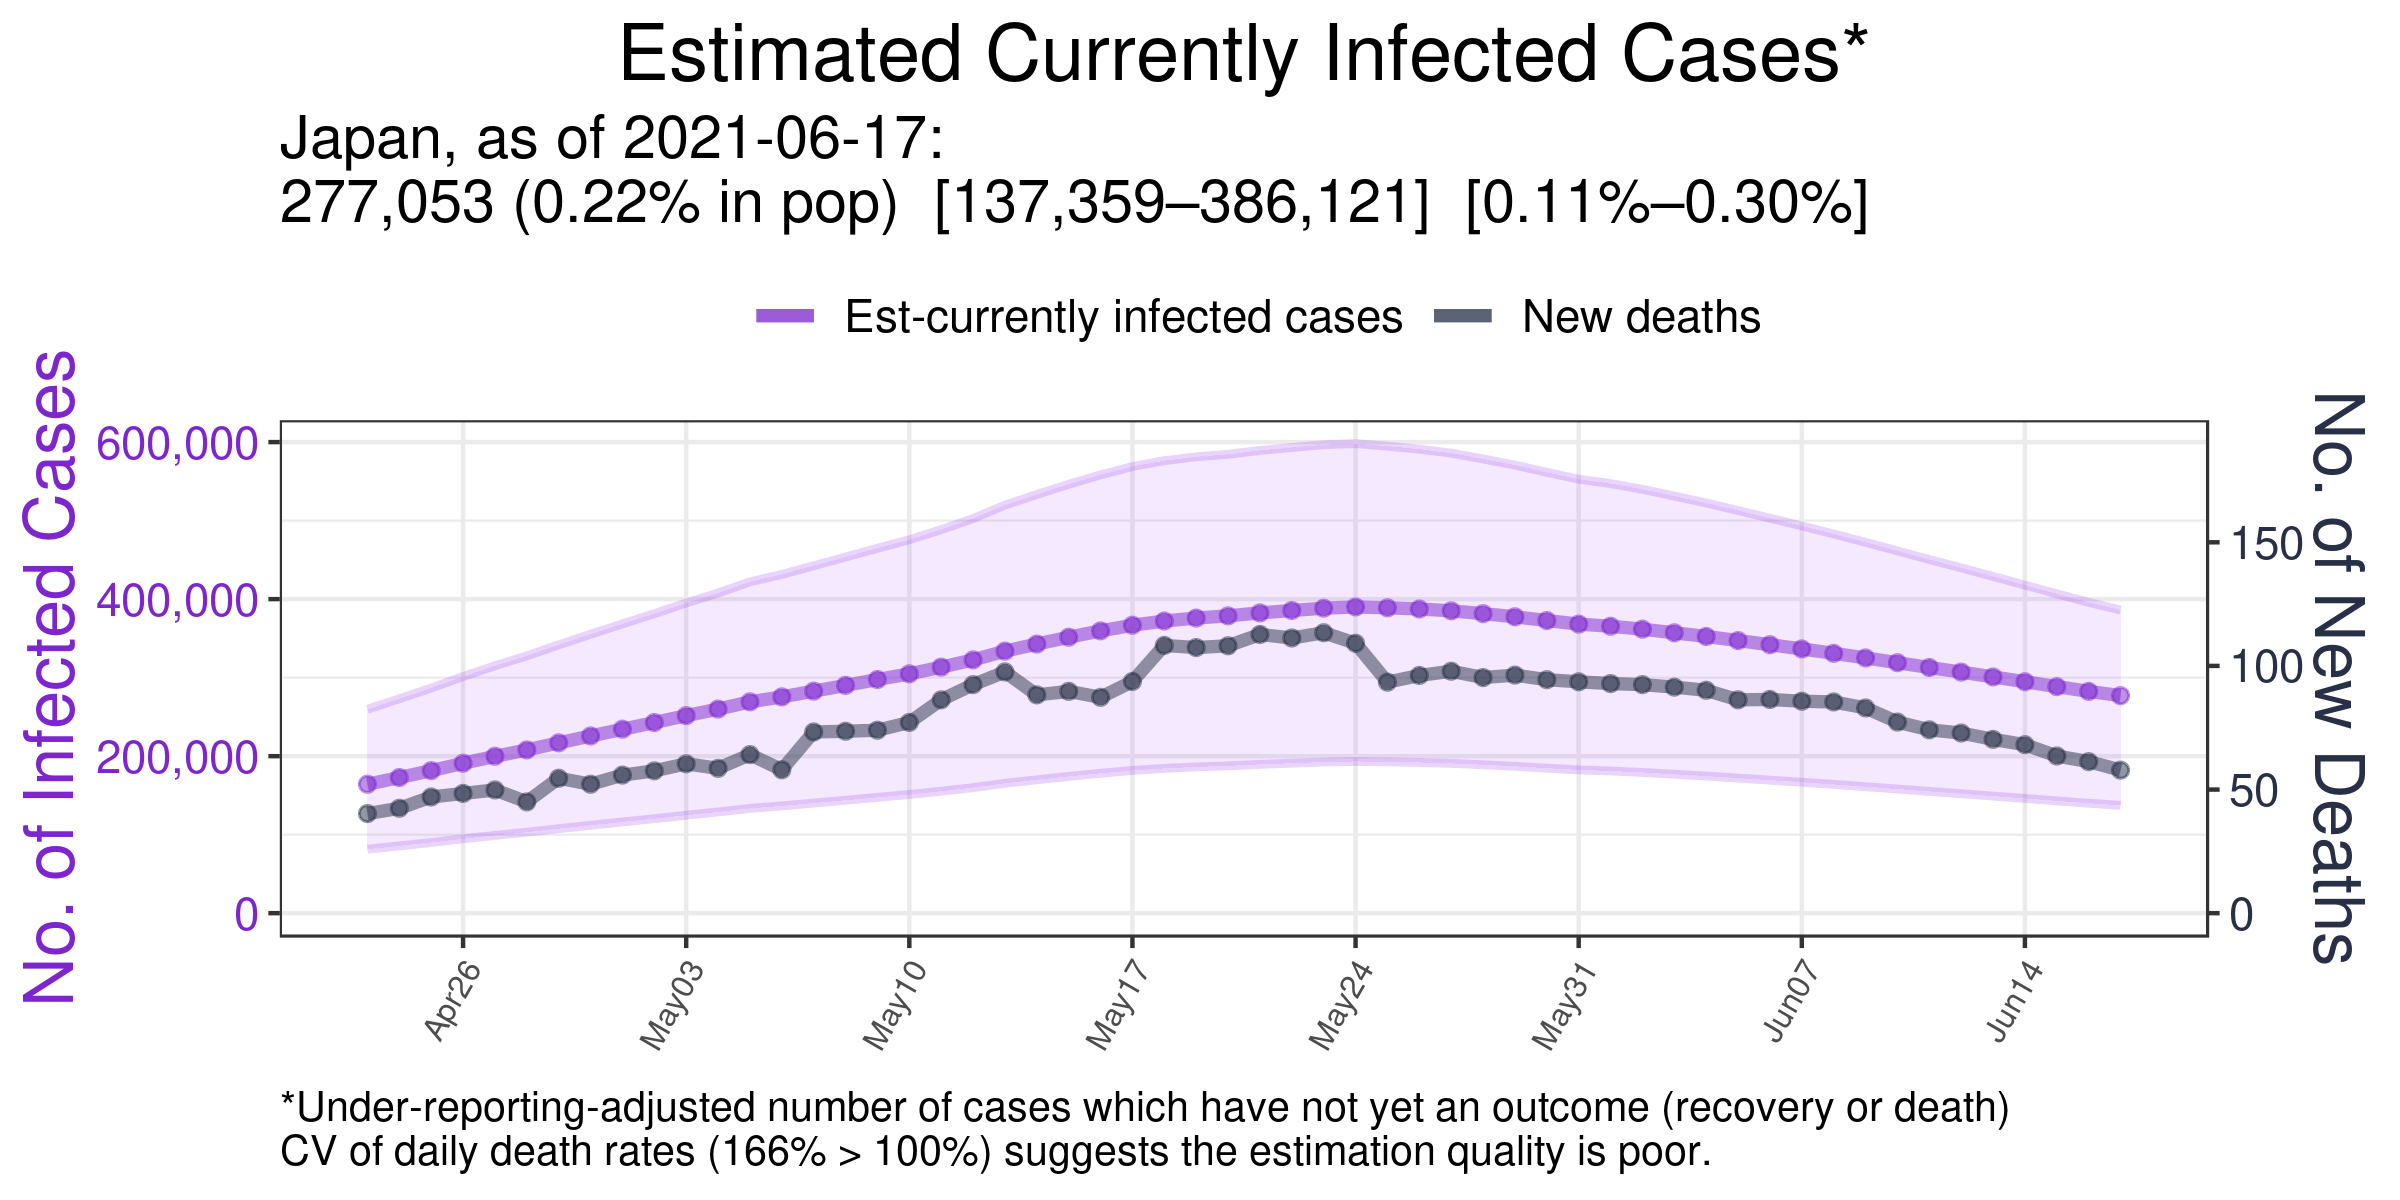 Estimated Currently Infected Cases*
Japan, as of 2021-06-17:
277,053 (0.22% in pop)  [137,359–386,121]  [0.11%–0.30%]
Est-currently infected cases
New deaths
No. of Infected Cases
600,000
400,000
200,000
0
No. of New Deaths
150
100
50
0
Apr26
May03
May10
May17
May24
May31
Jun07
Jun14
*Under-reporting-adjusted number of cases which have not yet an outcome (recovery or death)
CV of daily death rates (166% > 100%) suggests the estimation quality is poor.